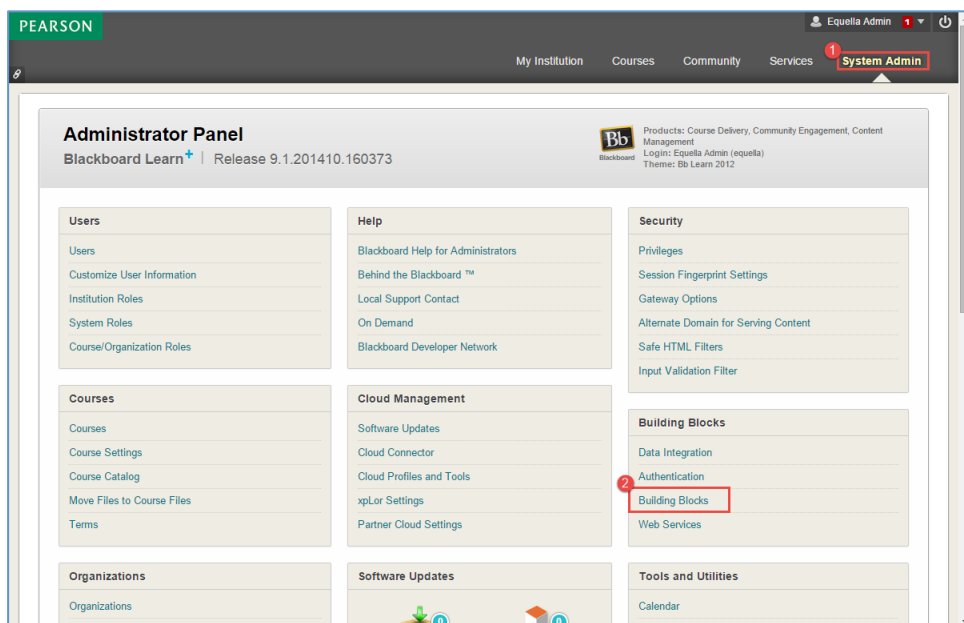 PEARSON
Equella Admin 1
My Institution Courses Community Services 1 System Admin
Administrator Panel
Blackboard Learn+ | Release 9.1.201410.160373
Bb
Blackboard
Products: Course Delivery, Community Engagement, Content
Management
Login: Equella Admin (equella)
Theme: Bb Learn 2012
Users
Users
Customize User Information
Institution Roles
System Roles
Course/Organization Roles
Help
Blackboard Help for Administrators
Behind the Blackboard ™
Local Support Contact
On Demand
Blackboard Developer Network
Security
Privileges
Session Fingerprint Settings
Gateway Options
Alternate Domain for Serving Content
Safe HTML Filters
Input Validation Filter
Courses
Courses
Course Settings
Course Catalog
Move Files to Course Files
Terms
Cloud Management
Software Updates
Cloud Connector
Cloud Profiles and Tools
xpLor Settings
Partner Cloud Settings
Building Blocks
Data Integration
Authentication
2
Building Blocks
Web Services
Organizations
Organizations
Software Updates
0 0
Tools and Utilities
Calendar